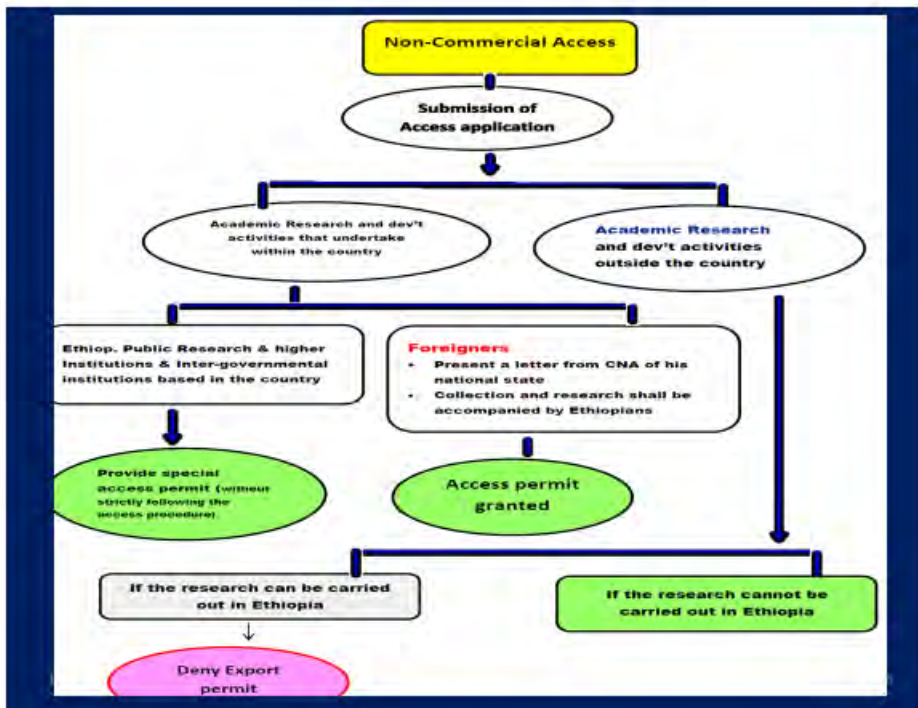 Non-Commercial Access
Submission of
Access application
Academic Research and dev't
activities that undertake
within the country
Academic Research
and dev't activities
outside the country
Ethiop. Public Research & higher
Institutions & Inter-governmental
institutions based in the country
Foreigners
• Present a letter from CNA of his
national state
• Collection and research shall be
accompanied by Ethiopians
Provide special
access permit (without
strictly following the
access procedure).
Access permit
granted
If the research can be carried
out in Ethiopia
If the research cannot be
carried out in Ethiopia
Deny Export
permit